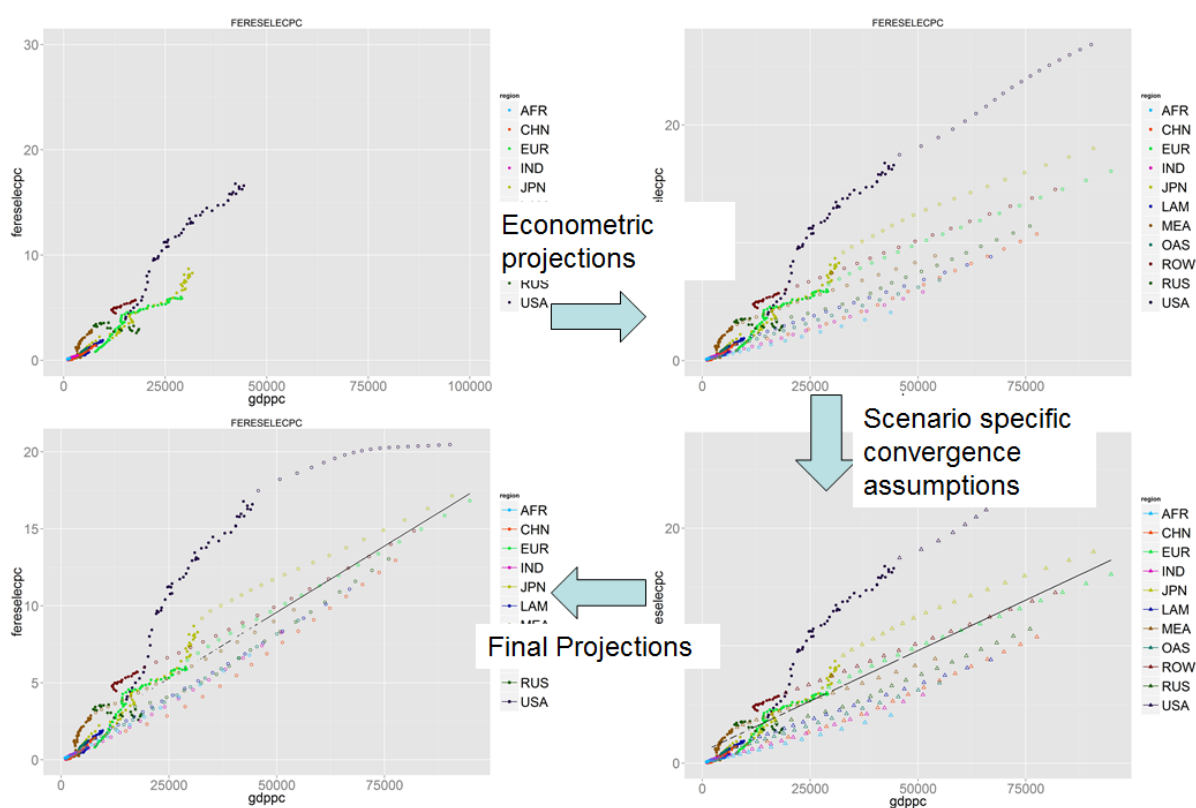 FERESELECPC
30
20
10
0
fereselecpc
0
25000
50000
75000
100000
gdppc
region
AFR
CHN
EUR
IND
JPN
RUS
USA
Econometric
projections
FERESELECPC
20
0
elecpc
0
25000
50000
75000
region
AFR
CHN
EUR
IND
JPN
LAM
MEA
OAS
ROW
RUS
USA
Scenario specific
convergence
assumptions
FERESELECPC
20
15
10
5
0
fereselecpc
0
25000
50000
75000
gdppc
region
AFR
CHN
EUR
IND
JPN
LAM
MEA
RUS
USA
Final Projections
20
0
fereselecpc
0
25000
50000
75000
gdppc
region
AFR
CHN
EUR
IND
JPN
LAM
MEA
OAS
ROW
RUS
USA